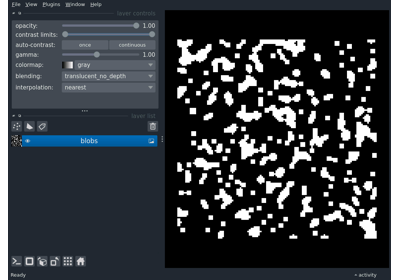 File View Plugins Window Help
layer controls
opacity: 1.00
contrast limits:
auto-contrast: once continuous
gamma: 1.00
colormap: gray
blending: translucent_no_depth
interpolation: nearest
layer list
blobs
Ready activity